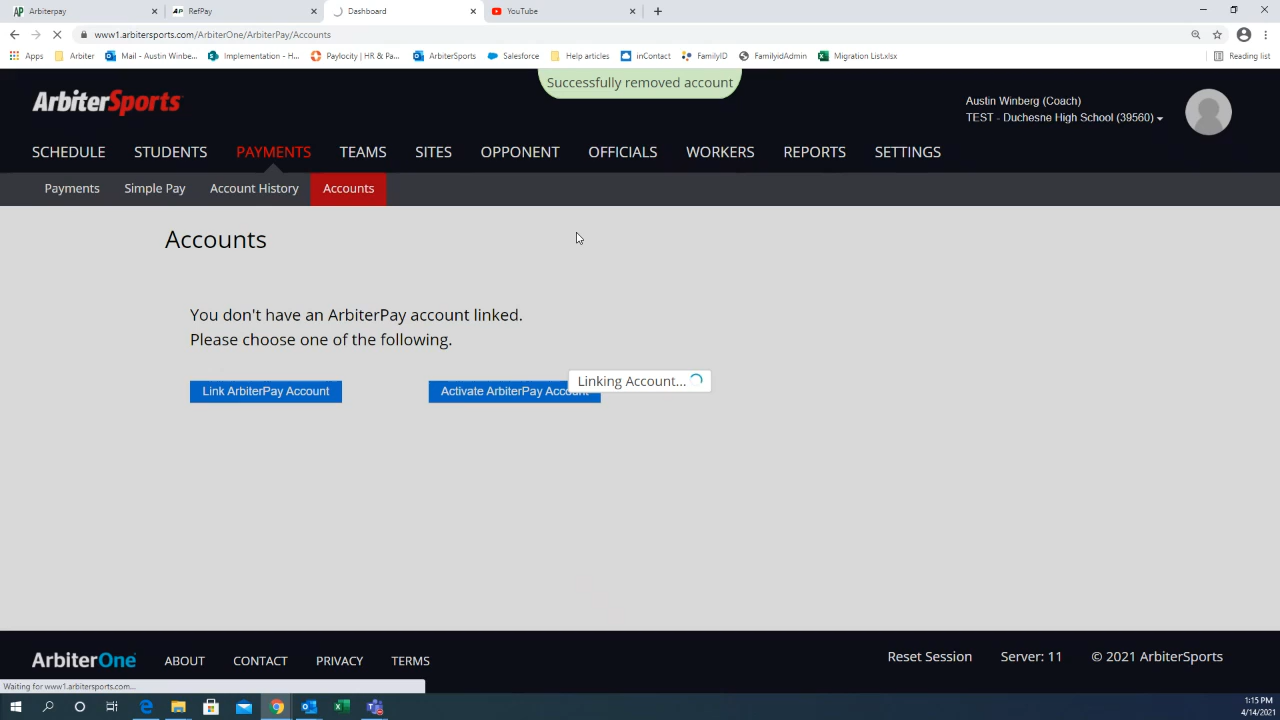 Arbiterpay
RefPay
Dashboard
YouTube
www1.arbitersports.com/ArbiterOne/ArbiterPay/Accounts
Apps
Arbiter
Mail - Austin Winbe...
Implementation - H...
Paylocity | HR & Pa...
ArbiterSports
Salesforce
Help articles
inContact
FamilyID
FamilyidAdmin
Migration List.xlsx
Reading list
Successfully removed account
ArbiterSports
Austin Winberg (Coach)
TEST - Duchesne High School (39560)
SCHEDULE STUDENTS PAYMENTS TEAMS SITES OPPONENT OFFICIALS WORKERS REPORTS SETTINGS
Payments Simple Pay Account History Accounts
Accounts
You don't have an ArbiterPay account linked.
Please choose one of the following.
Linking Account...
Link ArbiterPay Account
Activate ArbiterPay Account
ArbiterOne ABOUT CONTACT PRIVACY TERMS
Reset Session Server: 11 © 2021 ArbiterSports
Waiting for www1.arbitersports.com...
1:15 PM
4/14/2021